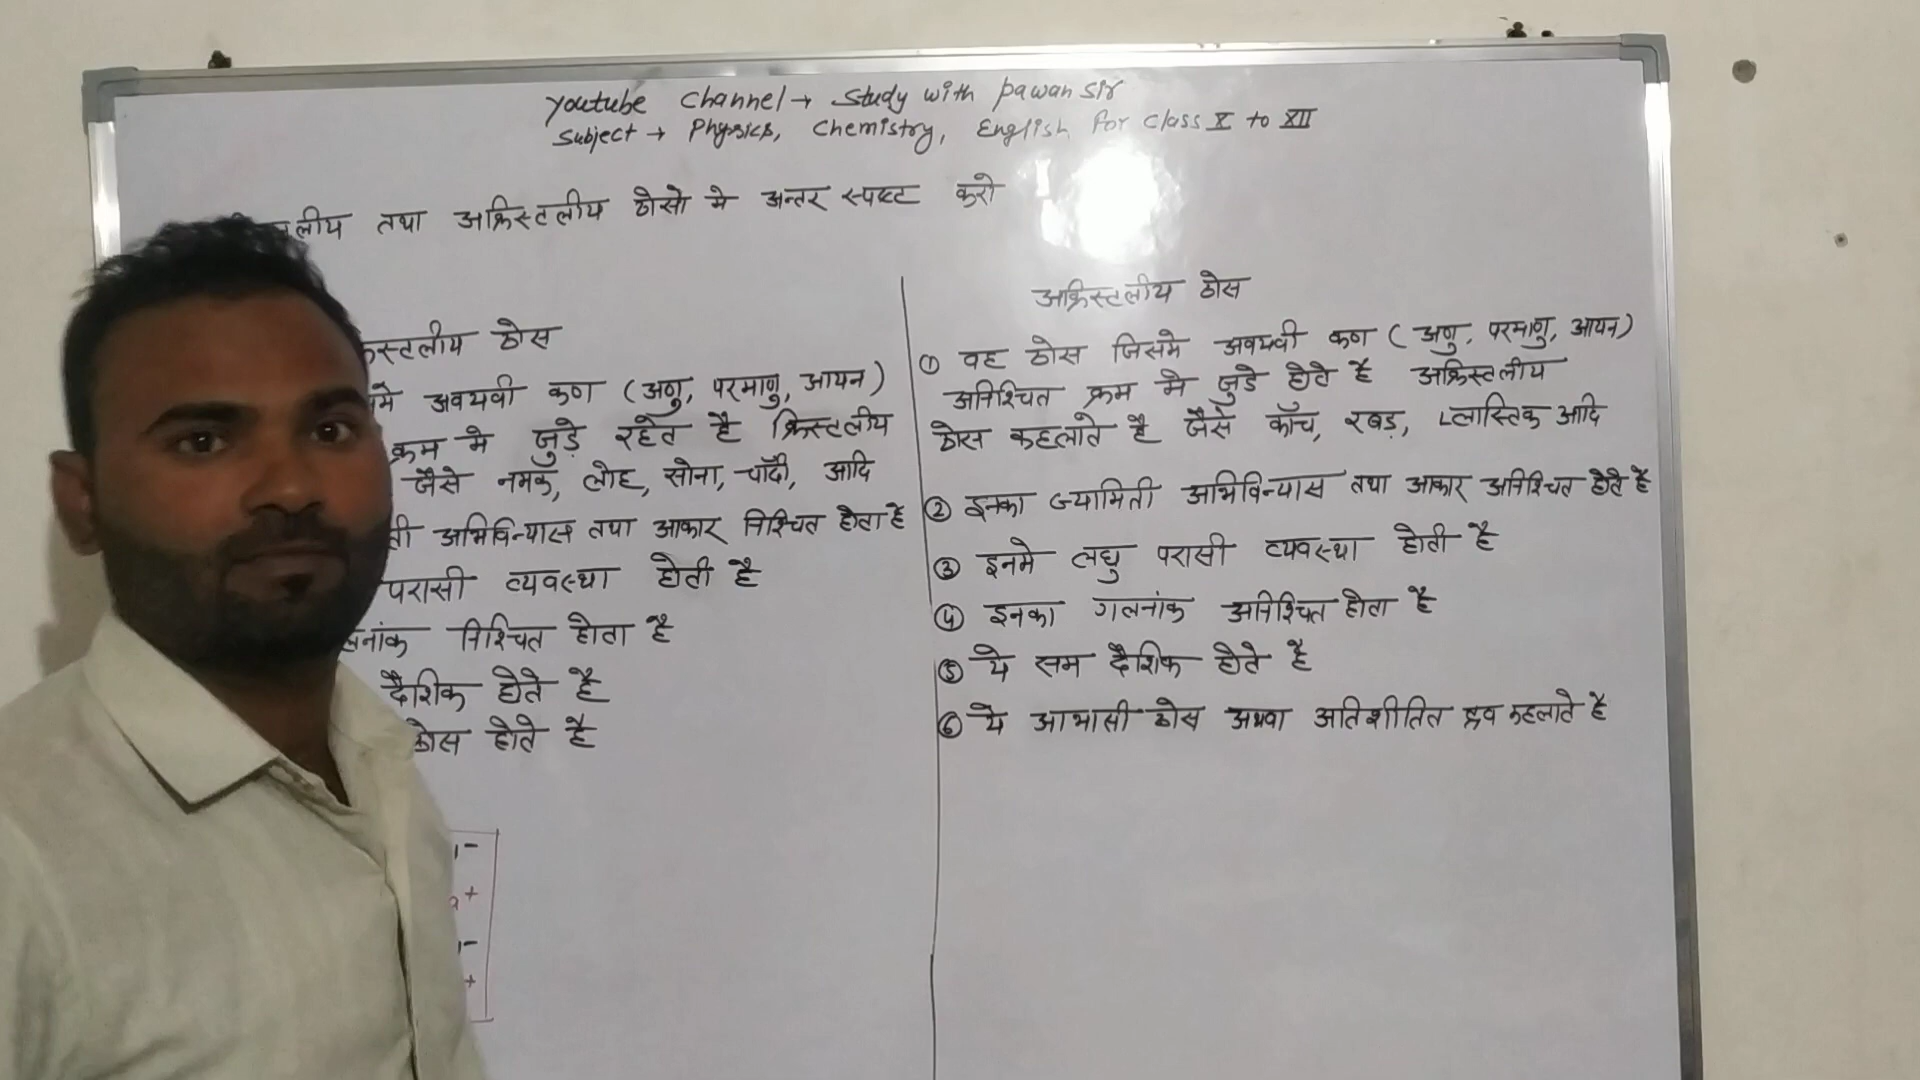 Youtube channel → Study with pawan sir
Subject → Physics, Chemistry, English For class X to XII
तथा अक्रिस्टलीय ठोसो मे अन्तर स्पष्ट करो
ठोस
अवयवी कण (अणु, परमाणु, आयन)
क्रम मे जुड़े रहेते है क्रिस्टलीय
जैसे नमक, लोह, सोना, चाँदी, आदि
अभिविन्यास तथा आकार निश्चित होता है
परासी व्यवस्था होती है
निश्चित होता है
दैशिक होते है
ठोस होते है
अक्रिस्टलीय ठोस
① वह ठोस जिसमे अवयवी कण (अणु, परमाणु, आयन)
अनिश्चित क्रम मे जुड़े होते है अक्रिस्टलीय
ठोस कहलाते है जैसे काँच, रबड़, प्लास्तिक आदि
② इनका ज्यामिती अभिविन्यास तथा आकार अनिश्चित होते है
③ इनमे लघु परासी व्यवस्था होती है
④ इनका गलनांक अनिश्चित होता है
⑤ ये सम दैशिक होते है
⑥ ये आभासी ठोस अथवा अतिशीतित द्रव कहलाते है